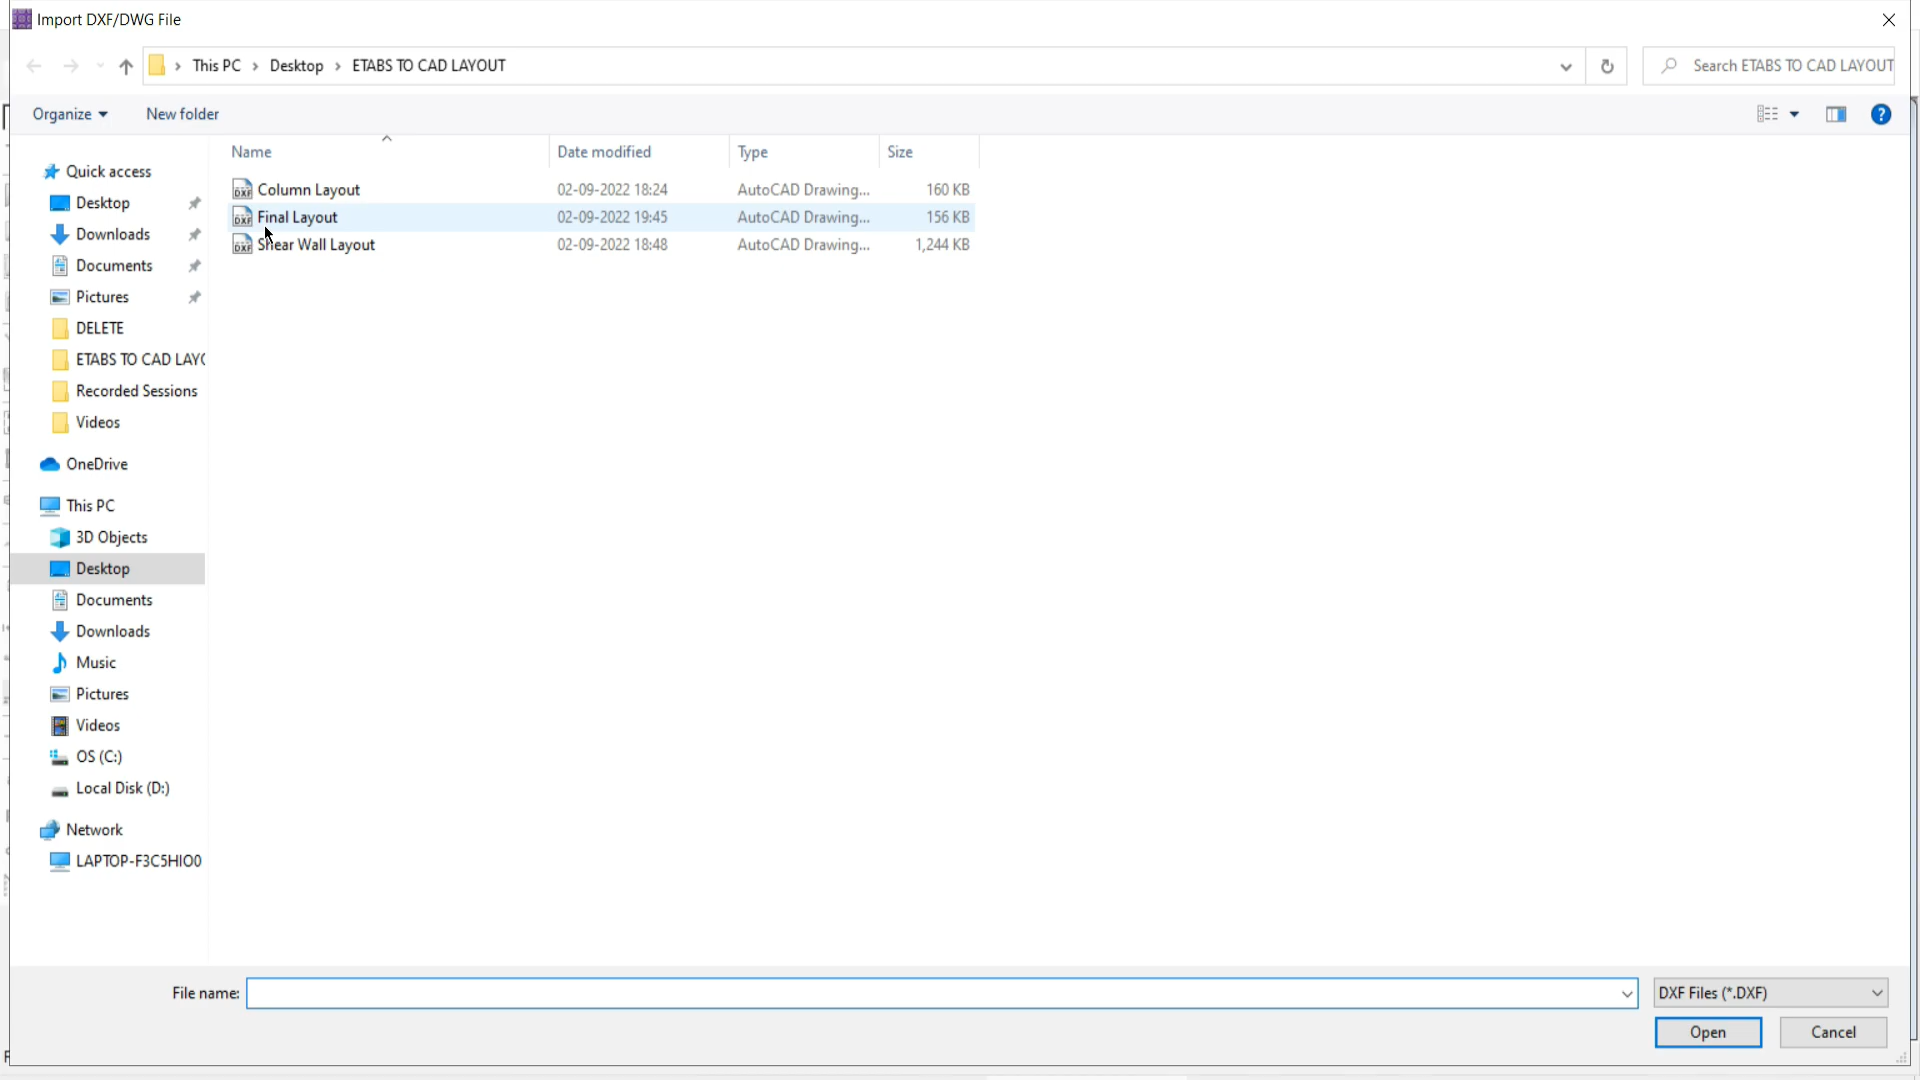 Import DXF/DWG File
This PC > Desktop > ETABS TO CAD LAYOUT
Search ETABS TO CAD LAYOUT
Organize
New folder
Name
Date modified
Type
Size
Column Layout 02-09-2022 18:24 AutoCAD Drawing... 160 KB
Final Layout 02-09-2022 19:45 AutoCAD Drawing... 156 KB
Shear Wall Layout 02-09-2022 18:48 AutoCAD Drawing... 1,244 KB
Quick access
Desktop
Downloads
Documents
Pictures
DELETE
ETABS TO CAD LAY
Recorded Sessions
Videos
OneDrive
This PC
3D Objects
Desktop
Documents
Downloads
Music
Pictures
Videos
OS (C:)
Local Disk (D:)
Network
LAPTOP-F3C5HIO0
File name:
DXF Files (*.DXF)
Open
Cancel